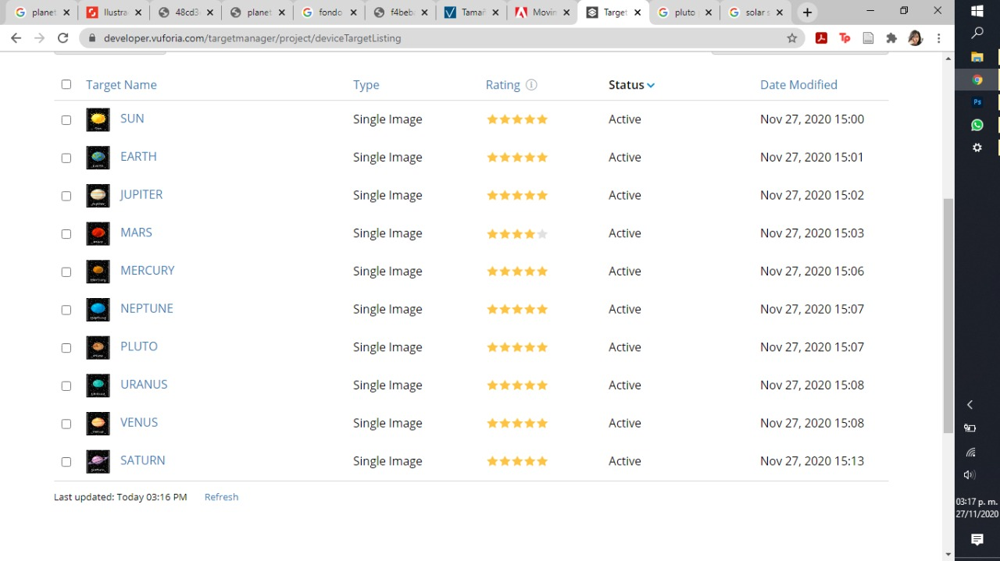 planet
Ilustra
48cd3
planet
fondo
f4beb
Tamañ
Movin
Target
pluto
solar s
developer.vuforia.com/targetmanager/project/deviceTargetListing
Target Name Type Rating Status Date Modified
SUN Single Image Active Nov 27, 2020 15:00
EARTH Single Image Active Nov 27, 2020 15:01
JUPITER Single Image Active Nov 27, 2020 15:02
MARS Single Image Active Nov 27, 2020 15:03
MERCURY Single Image Active Nov 27, 2020 15:06
NEPTUNE Single Image Active Nov 27, 2020 15:07
PLUTO Single Image Active Nov 27, 2020 15:07
URANUS Single Image Active Nov 27, 2020 15:08
VENUS Single Image Active Nov 27, 2020 15:08
SATURN Single Image Active Nov 27, 2020 15:13
Last updated: Today 03:16 PM Refresh
Ps
03:17 p. m.
27/11/2020